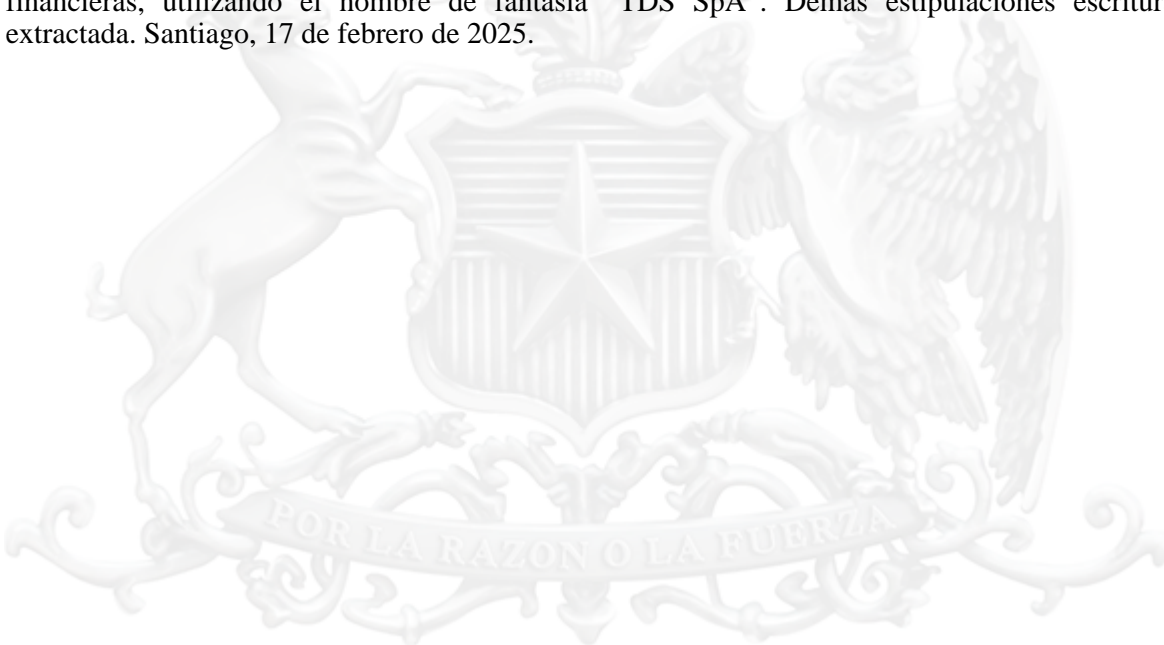 financieras, utilizando el nombre de fantasía "TDS SpA". Demás estipulaciones escritur
extractada. Santiago, 17 de febrero de 2025.
POR LA RAZON O LA FUERZA